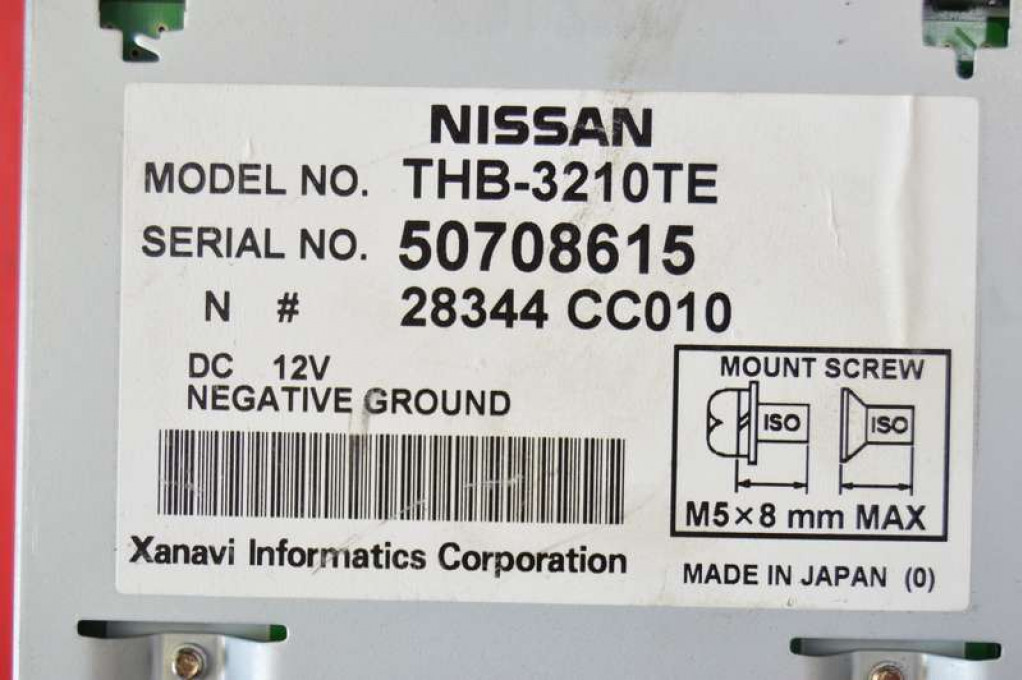 NISSAN
MODEL NO. THB-3210TE
SERIAL NO. 50708615
N # 28344 CC010
DC 12V
NEGATIVE GROUND
MOUNT SCREW
ISO ISO
M5×8 mm MAX
Xanavi Informatics Corporation
MADE IN JAPAN (0)